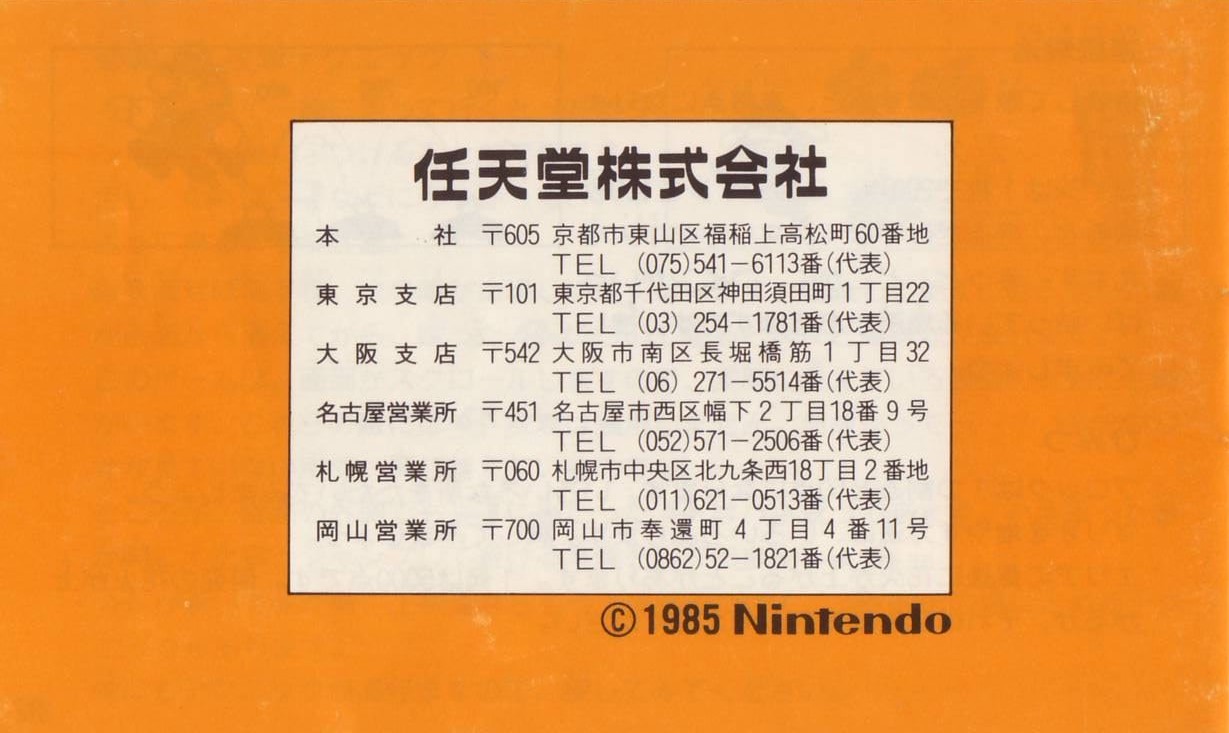 任天堂株式会社
本社 〒605 京都市東山区福稲上高松町60番地
TEL (075)541-6113番(代表)
東京支店 〒101 東京都千代田区神田須田町1丁目22
TEL (03) 254-1781番(代表)
大阪支店 〒542 大阪市南区長堀橋筋1丁目32
TEL (06) 271-5514番(代表)
名古屋営業所 〒451 名古屋市西区幅下2丁目18番9号
TEL (052)571-2506番(代表)
札幌営業所 〒060 札幌市中央区北九条西18丁目2番地
TEL (011)621-0513番(代表)
岡山営業所 〒700 岡山市奉還町4丁目4番11号
TEL (0862)52-1821番(代表)
©1985 Nintendo